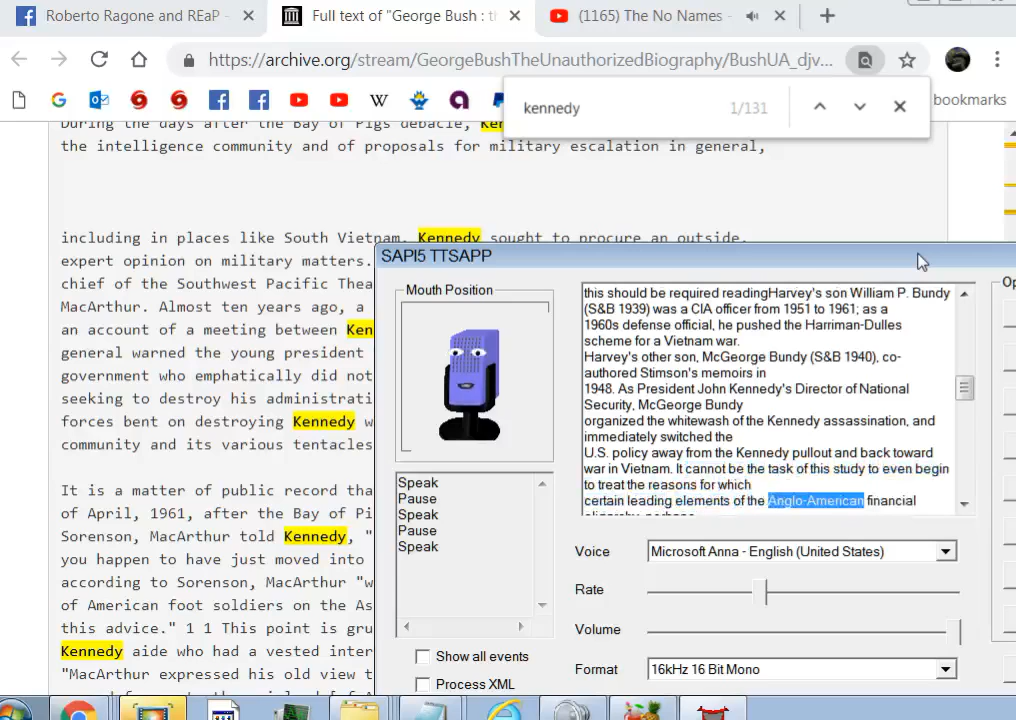 Roberto Ragone and REaP -
Full text of "George Bush : th
(1165) The No Names -
https://archive.org/stream/GeorgeBushTheUnauthorizedBiography/BushUA_djv...
kennedy 1/131
bookmarks
During the days after the Bay of Pigs debacle,
the intelligence community and of proposals for military escalation in general,
including in places like South Vietnam. Kennedy sought to procure an outside,
expert opinion on military matters.
chief of the Southwest Pacific Thea
MacArthur. Almost ten years ago, a
an account of a meeting between Ken
general warned the young president
government who emphatically did not
seeking to destroy his administrati
forces bent on destroying Kennedy w
community and its various tentacles
It is a matter of public record tha
of April, 1961, after the Bay of Pi
Sorenson, MacArthur told Kennedy, "
you happen to have just moved into
according to Sorenson, MacArthur "w
of American foot soldiers on the As
this advice." 1 1 This point is gru
Kennedy aide who had a vested inter
"MacArthur expressed his old view t
SAPI5 TTSAPP
Mouth Position
Speak
Pause
Speak
Pause
Speak
Show all events
Process XML
this should be required readingHarvey's son William P. Bundy
(S&B 1939) was a CIA officer from 1951 to 1961; as a
1960s defense official, he pushed the Harriman-Dulles
scheme for a Vietnam war.
Harvey's other son, McGeorge Bundy (S&B 1940), co-
authored Stimson's memoirs in
1948. As President John Kennedy's Director of National
Security, McGeorge Bundy
organized the whitewash of the Kennedy assassination, and
immediately switched the
U.S. policy away from the Kennedy pullout and back toward
war in Vietnam. It cannot be the task of this study to even begin
to treat the reasons for which
certain leading elements of the Anglo-American financial
Op
Voice Microsoft Anna - English (United States)
Rate
Volume
Format 16kHz 16 Bit Mono